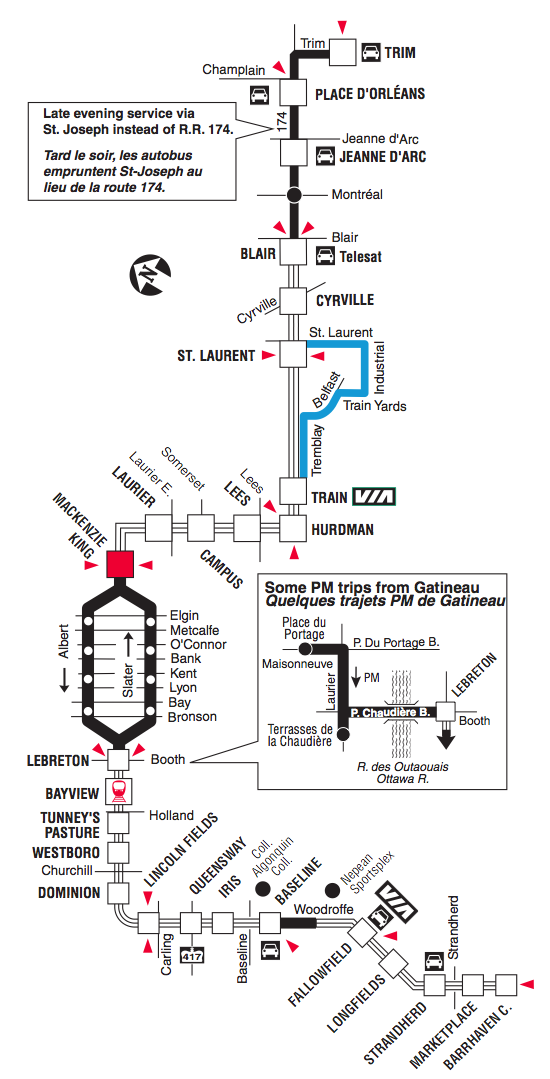 Trim
TRIM
Champlain
PLACE D'ORLÉANS
174
Late evening service via
St. Joseph instead of R.R. 174.
Tard le soir, les autobus
empruntent St-Joseph au
lieu de la route 174.
Jeanne d'Arc
JEANNE D'ARC
Montréal
Blair
BLAIR
Telesat
N
Cyrville
CYRVILLE
St. Laurent
ST. LAURENT
Industrial
Belfast
Train Yards
Tremblay
TRAIN
VIA
HURDMAN
Lees
LEES
Somerset
CAMPUS
Laurier E.
LAURIER
MACKENZIE
KING
Albert
Slater
Elgin
Metcalfe
O'Connor
Bank
Kent
Lyon
Bay
Bronson
LEBRETON
Booth
Some PM trips from Gatineau
Quelques trajets PM de Gatineau
Place du
Portage
P. Du Portage B.
Maisonneuve
Laurier
PM
LEBRETON
P. Chaudière B.
Booth
Terrasses de
la Chaudière
R. des Outaouais
Ottawa R.
BAYVIEW
TUNNEY'S
PASTURE
Holland
WESTBORO
Churchill
DOMINION
LINCOLN FIELDS
Carling
QUEENSWAY
417
IRIS
Baseline
Coll.
Algonquin
Coll.
BASELINE
Woodroffe
Nepean
Sportsplex
VIA
FALLOWFIELD
LONGFIELDS
STRANDHERD
Strandherd
MARKETPLACE
BARRHAVEN C.